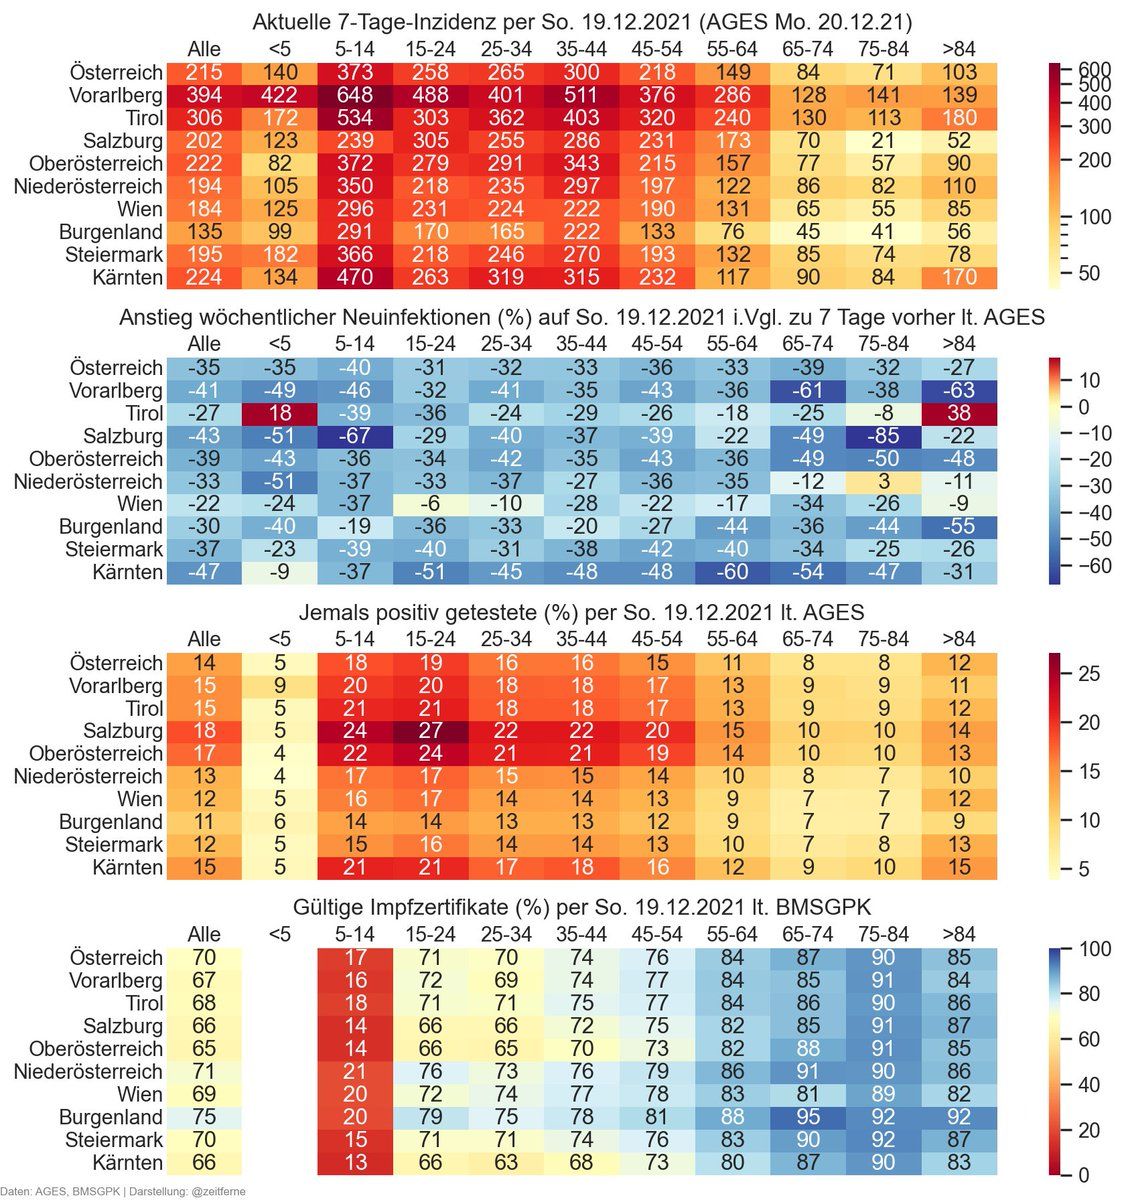 Aktuelle 7-Tage-Inzidenz per So. 19.12.2021 (AGES Mo. 20.12.21)
Alle <5 5-14 15-24 25-34 35-44 45-54 55-64 65-74 75-84 >84
Österreich 215 140 373 258 265 300 218 149 84 71 103
Vorarlberg 394 422 648 488 401 511 376 286 128 141 139
Tirol 306 172 534 303 362 403 320 240 130 113 180
Salzburg 202 123 239 305 255 286 231 173 70 21 52
Oberösterreich 222 82 372 279 291 343 215 157 77 57 90
Niederösterreich 194 105 350 218 235 297 197 122 86 82 110
Wien 184 125 296 231 224 222 190 131 65 55 85
Burgenland 135 99 291 170 165 222 133 76 45 41 56
Steiermark 195 182 366 218 246 270 193 132 85 74 78
Kärnten 224 134 470 263 319 315 232 117 90 84 170
600
500
400
300
200
100
50
Anstieg wöchentlicher Neuinfektionen (%) auf So. 19.12.2021 i.Vgl. zu 7 Tage vorher lt. AGES
Alle <5 5-14 15-24 25-34 35-44 45-54 55-64 65-74 75-84 >84
Österreich -35 -35 -40 -31 -32 -33 -36 -33 -39 -32 -27
Vorarlberg -41 -49 -46 -32 -41 -35 -43 -36 -61 -38 -63
Tirol -27 18 -39 -36 -24 -29 -26 -18 -25 -8 38
Salzburg -43 -51 -67 -29 -40 -37 -39 -22 -49 -85 -22
Oberösterreich -39 -43 -36 -34 -42 -35 -43 -36 -49 -50 -48
Niederösterreich -33 -51 -37 -33 -37 -27 -36 -35 -12 3 -11
Wien -22 -24 -37 -6 -10 -28 -22 -17 -34 -26 -9
Burgenland -30 -40 -19 -36 -33 -20 -27 -44 -36 -44 -55
Steiermark -37 -23 -39 -40 -31 -38 -42 -40 -34 -25 -26
Kärnten -47 -9 -37 -51 -45 -48 -48 -60 -54 -47 -31
10
0
−10
−20
−30
−40
−50
−60
Jemals positiv getestete (%) per So. 19.12.2021 lt. AGES
Alle <5 5-14 15-24 25-34 35-44 45-54 55-64 65-74 75-84 >84
Österreich 14 5 18 19 16 16 15 11 8 8 12
Vorarlberg 15 9 20 20 18 18 17 13 9 9 11
Tirol 15 5 21 21 18 18 17 13 9 9 12
Salzburg 18 5 24 27 22 22 20 15 10 10 14
Oberösterreich 17 4 22 24 21 21 19 14 10 10 13
Niederösterreich 13 4 17 17 15 15 14 10 8 7 10
Wien 12 5 16 17 14 14 13 9 7 7 12
Burgenland 11 6 14 14 13 13 12 9 7 7 9
Steiermark 12 5 15 16 14 14 13 10 7 8 13
Kärnten 15 5 21 21 17 18 16 12 9 10 15
25
20
15
10
5
Gültige Impfzertifikate (%) per So. 19.12.2021 lt. BMSGPK
Alle <5 5-14 15-24 25-34 35-44 45-54 55-64 65-74 75-84 >84
Österreich 70 17 71 70 74 76 84 87 90 85
Vorarlberg 67 16 72 69 74 77 84 85 91 84
Tirol 68 18 71 71 75 77 84 86 90 86
Salzburg 66 14 66 66 72 75 82 85 91 87
Oberösterreich 65 14 66 65 70 73 82 88 91 85
Niederösterreich 71 21 76 73 76 79 86 91 90 86
Wien 69 20 72 74 77 78 83 81 89 82
Burgenland 75 20 79 75 78 81 88 95 92 92
Steiermark 70 15 71 71 74 76 83 90 92 87
Kärnten 66 13 66 63 68 73 80 87 90 83
100
80
60
40
20
0
Daten: AGES, BMSGPK | Darstellung: @zeitferne